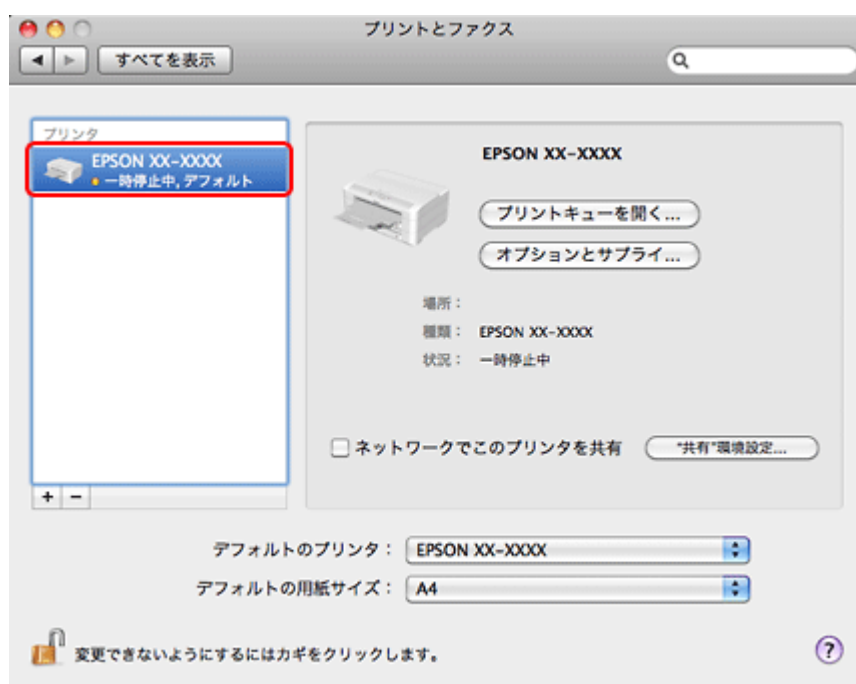 プリントとファクス
すべてを表示
プリンタ
EPSON XX-XXXX
一時停止中, デフォルト
EPSON XX-XXXX
プリントキューを開く...
オプションとサプライ...
場所：
種類： EPSON XX-XXXX
状況： 一時停止中
ネットワークでこのプリンタを共有 "共有"環境設定...
+ −
デフォルトのプリンタ： EPSON XX-XXXX
デフォルトの用紙サイズ： A4
変更できないようにするにはカギをクリックします。 ?